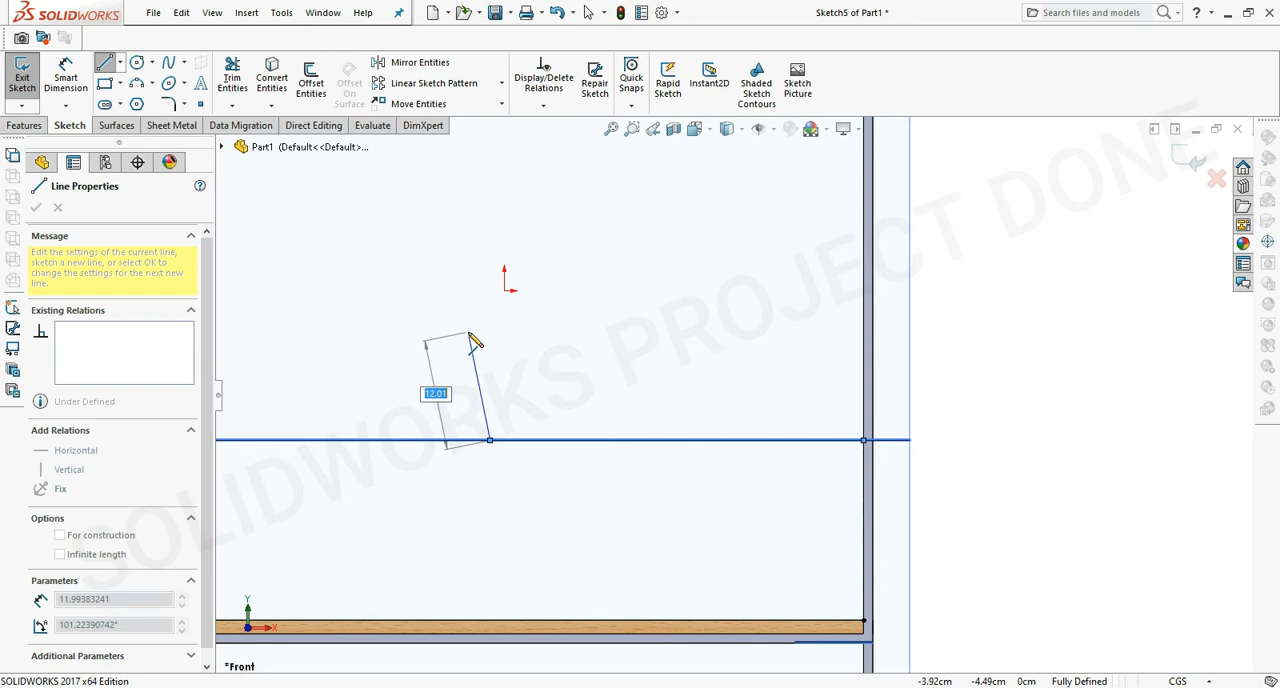 SOLIDWORKS File Edit View Insert Tools Window Help Sketch5 of Part1 * Search files and models ?
Exit Sketch
Smart Dimension
Trim Entities
Convert Entities
Offset Entities
Offset On Surface
Mirror Entities
Linear Sketch Pattern
Move Entities
Display/Delete Relations
Repair Sketch
Quick Snaps
Rapid Sketch
Instant2D
Shaded Sketch Contours
Sketch Picture
Features Sketch Surfaces Sheet Metal Data Migration Direct Editing Evaluate DimXpert
Part1 (Default<<Default>...
Line Properties
Message
Edit the settings of the current line,
sketch a new line, or select OK to
change the settings for the next new
line.
Existing Relations
Under Defined
Add Relations
Horizontal
Vertical
Fix
Options
For construction
Infinite length
Parameters
11.99383241
101.22390742°
Additional Parameters
12.01
Y
X
*Front
SOLIDWORKS PROJECT DONE
SOLIDWORKS 2017 x64 Edition -3.92cm -4.49cm 0cm Fully Defined CGS